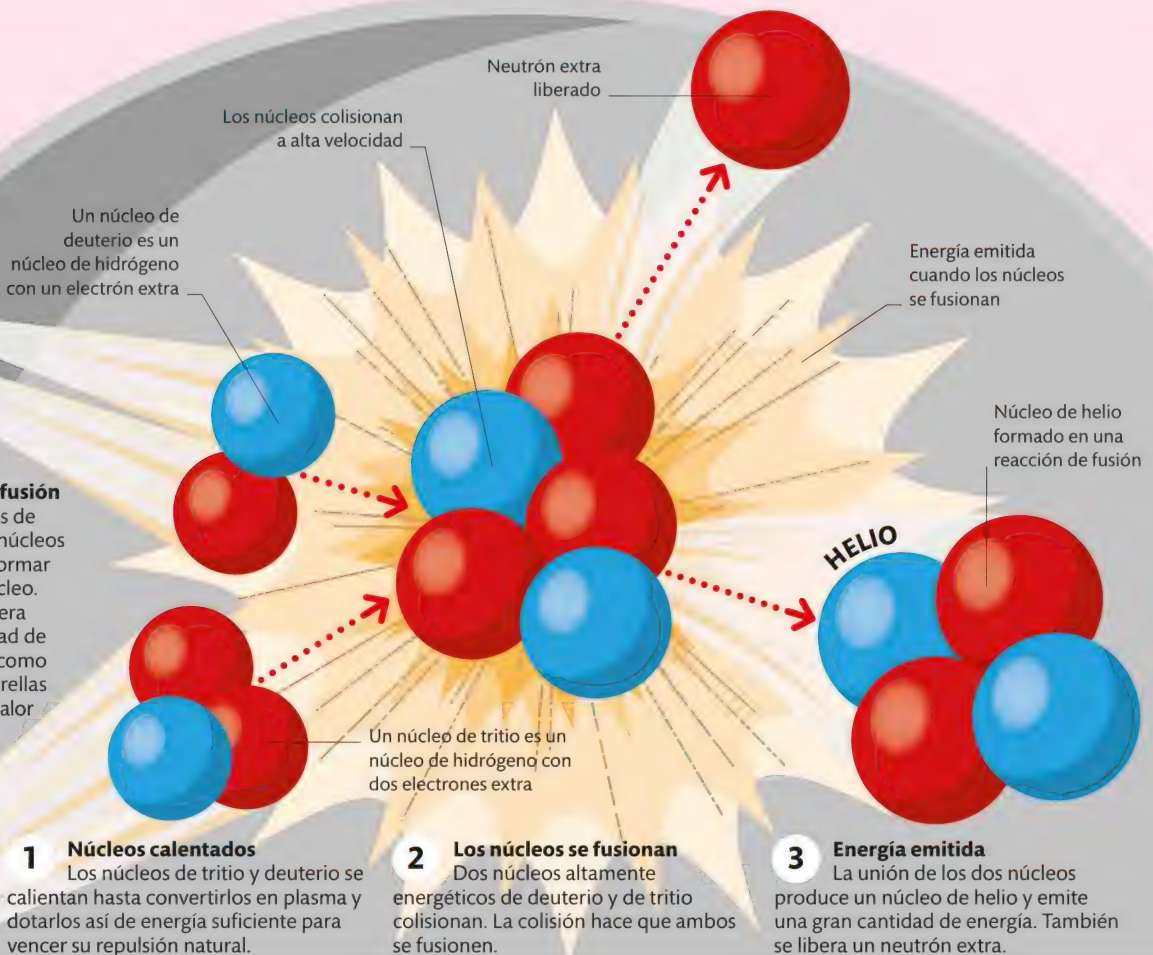 Neutrón extra
liberado
Los núcleos colisionan
a alta velocidad
Un núcleo de
deuterio es un
núcleo de hidrógeno
con un electrón extra
Energía emitida
cuando los núcleos
se fusionan
Núcleo de helio
formado en una
reacción de fusión
HELIO
fusión
s de
núcleos
ormar
cleo.
era
ad de
como
rellas
alor
Un núcleo de tritio es un
núcleo de hidrógeno con
dos electrones extra
1 Núcleos calentados
Los núcleos de tritio y deuterio se
calientan hasta convertirlos en plasma y
dotarlos así de energía suficiente para
vencer su repulsión natural.
2 Los núcleos se fusionan
Dos núcleos altamente
energéticos de deuterio y de tritio
colisionan. La colisión hace que ambos
se fusionen.
3 Energía emitida
La unión de los dos núcleos
produce un núcleo de helio y emite
una gran cantidad de energía. También
se libera un neutrón extra.